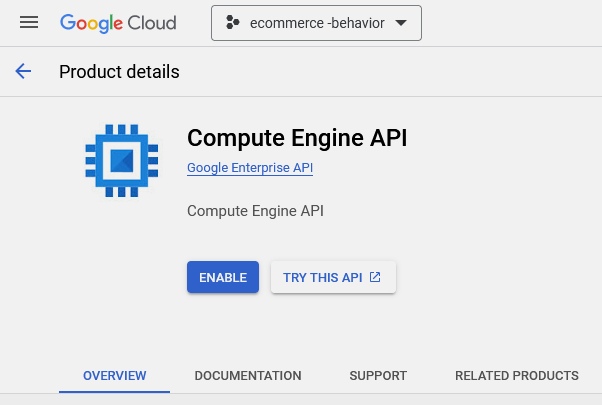 Google Cloud
ecommerce -behavior
Product details
Compute Engine API
Google Enterprise API
Compute Engine API
ENABLE
TRY THIS API
OVERVIEW DOCUMENTATION SUPPORT RELATED PRODUCTS